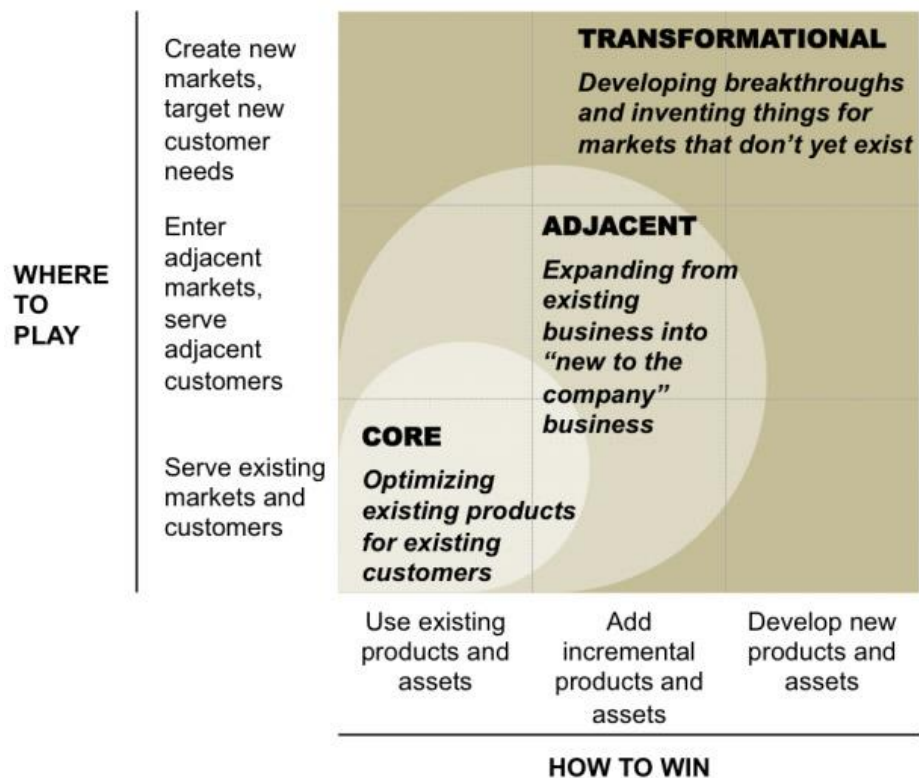 WHERE
TO
PLAY
Create new
markets,
target new
customer
needs
Enter
adjacent
markets,
serve
adjacent
customers
Serve existing
markets and
customers
TRANSFORMATIONAL
Developing breakthroughs
and inventing things for
markets that don’t yet exist
ADJACENT
Expanding from
existing
business into
“new to the
company”
business
CORE
Optimizing
existing products
for existing
customers
Use existing
products and
assets
Add
incremental
products and
assets
Develop new
products and
assets
HOW TO WIN